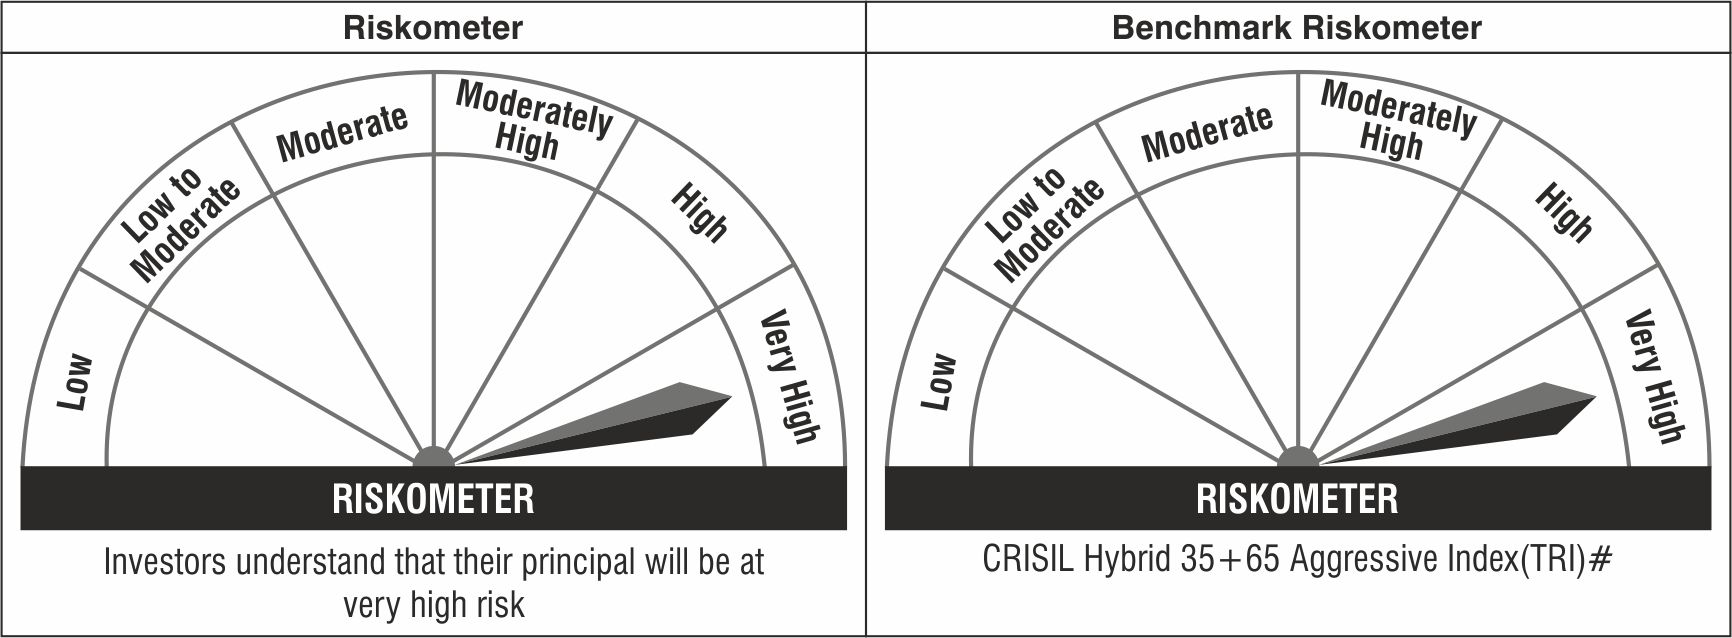 Riskometer
Low
Low to
Moderate
Moderate
Moderately
High
High
Very High
RISKOMETER
Investors understand that their principal will be at
very high risk
Benchmark Riskometer
Low
Low to
Moderate
Moderate
Moderately
High
High
Very High
RISKOMETER
CRISIL Hybrid 35+65 Aggressive Index(TRI)#